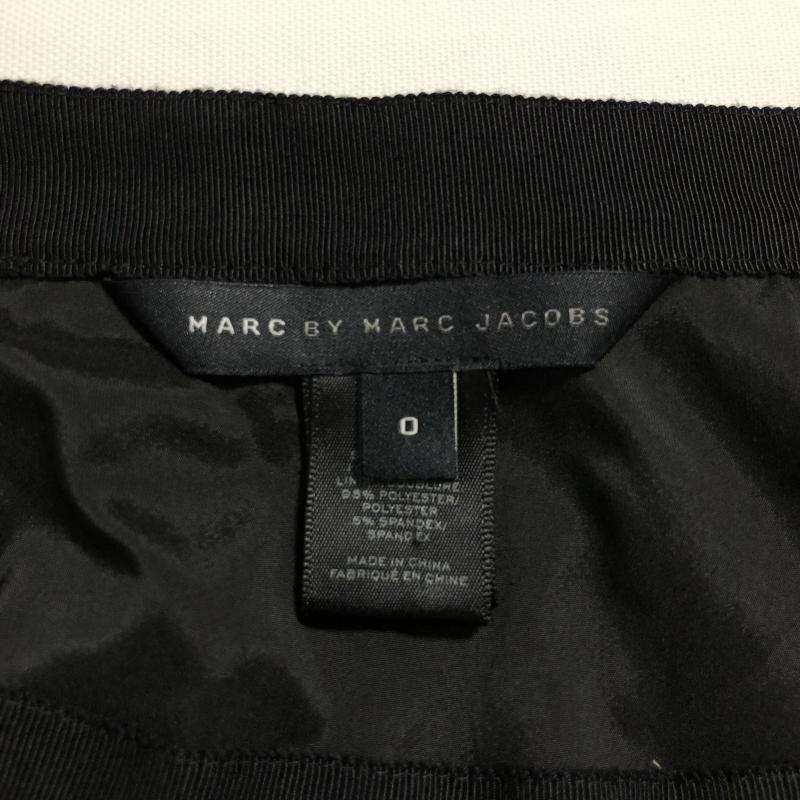 MARC BY MARC JACOBS
0
95% POLYESTER/
POLYESTER
5% SPANDEX/
SPANDEX
MADE IN CHINA
FABRIQUÉ EN CHINE